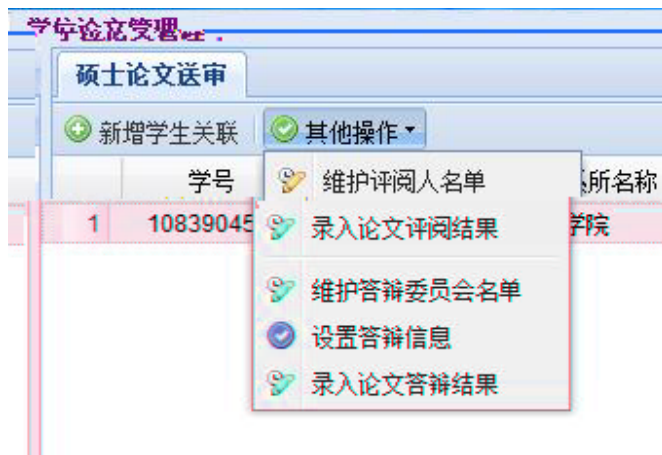 学位论文管理
硕士论文送审
新增学生关联 其他操作
学号 所名称
1 10839045 学院
维护评阅人名单
录入论文评阅结果
维护答辩委员会名单
设置答辩信息
录入论文答辩结果